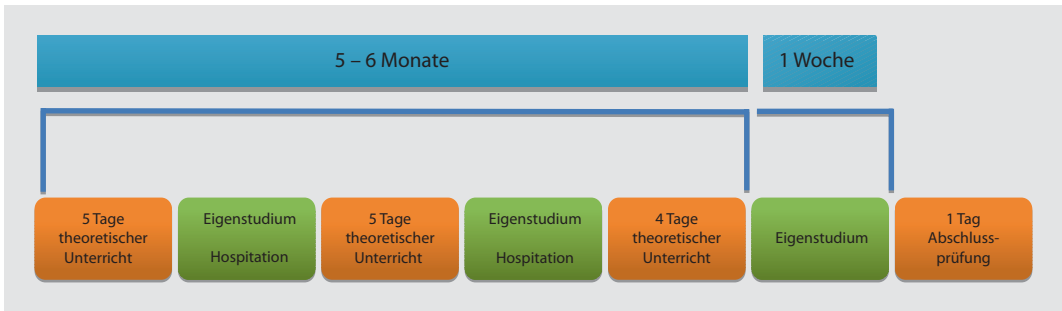 5 – 6 Monate
1 Woche
5 Tage
theoretischer
Unterricht
Eigenstudium
Hospitation
5 Tage
theoretischer
Unterricht
Eigenstudium
Hospitation
4 Tage
theoretischer
Unterricht
Eigenstudium
1 Tag
Abschluss-
prüfung